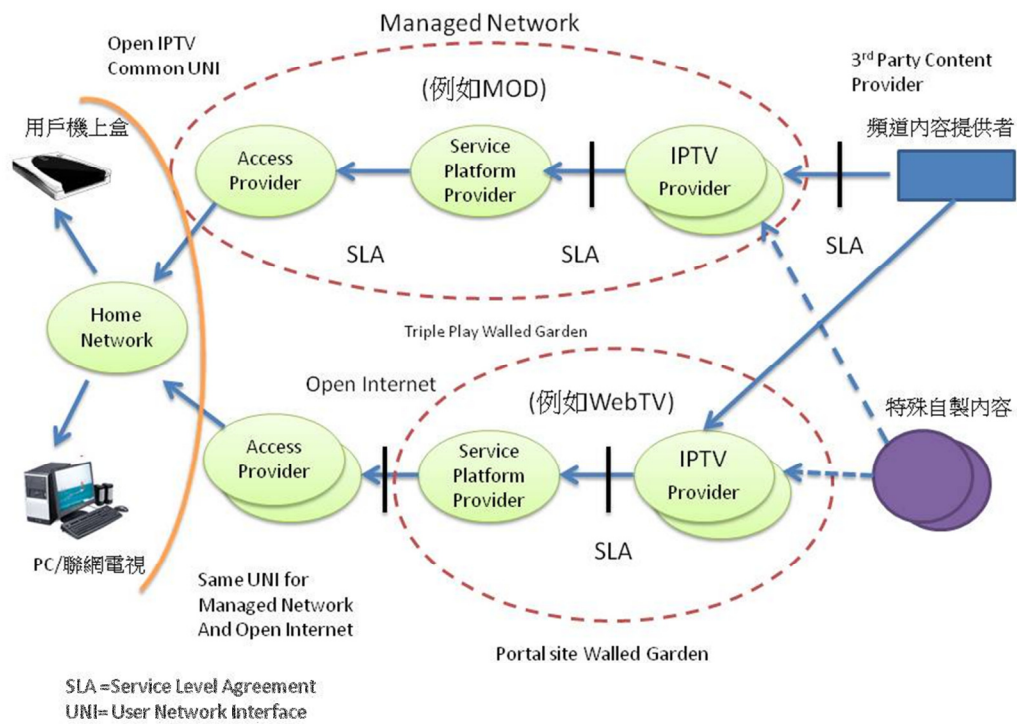 Managed Network
Open IPTV
Common UNI
3rd Party Content
Provider
(例如MOD)
用戶機上盒
頻道內容提供者
Access
Provider
Service
Platform
Provider
IPTV
Provider
SLA
SLA
SLA
Home
Network
Triple Play Walled Garden
Open Internet
(例如WebTV)
特殊自製內容
Access
Provider
Service
Platform
Provider
IPTV
Provider
SLA
PC/聯網電視
Same UNI for
Managed Network
And Open Internet
Portal site Walled Garden
SLA =Service Level Agreement
UNI= User Network Interface